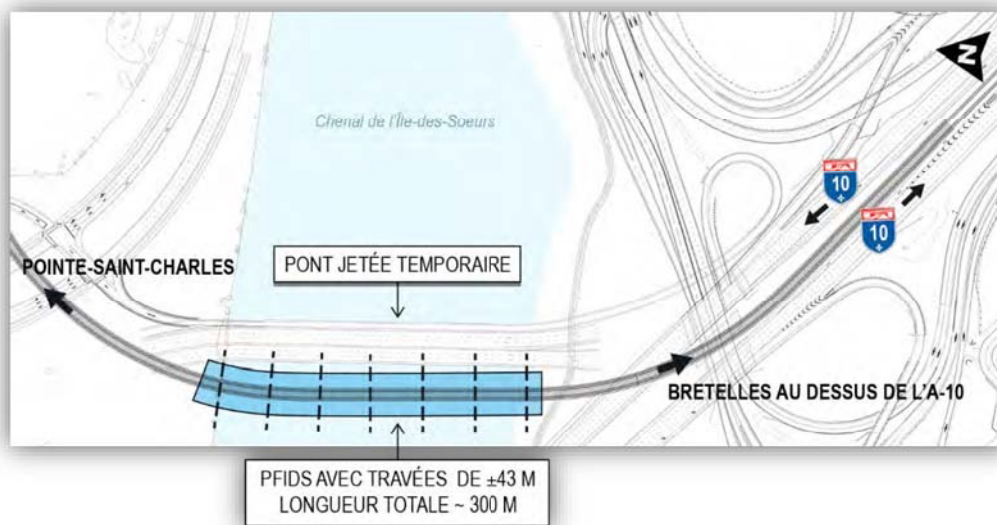 Chenal de l'Île-des-Soeurs
N
10
10
POINTE-SAINT-CHARLES
PONT JETÉE TEMPORAIRE
BRETELLES AU DESSUS DE L'A-10
PFIDS AVEC TRAVÉES DE ±43 M
LONGUEUR TOTALE ~ 300 M